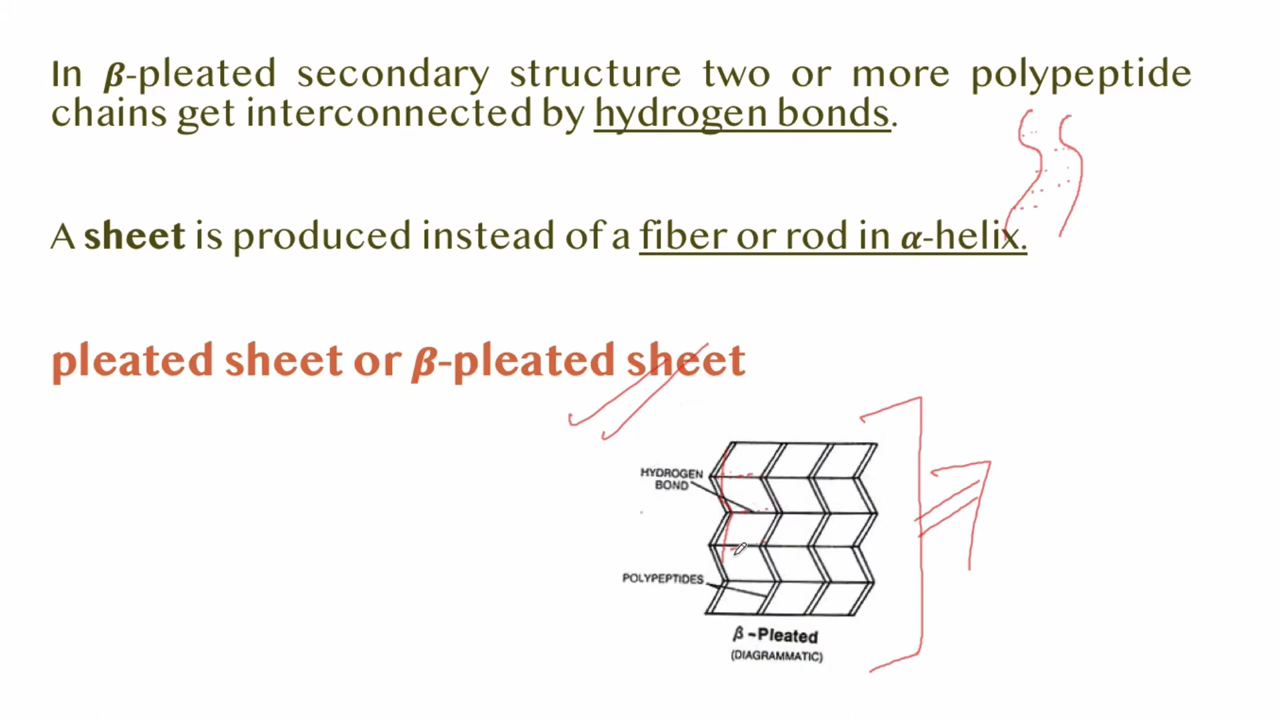 In β-pleated secondary structure two or more polypeptide
chains get interconnected by hydrogen bonds.
A sheet is produced instead of a fiber or rod in α-helix.
pleated sheet or β-pleated sheet
HYDROGEN
BOND
POLYPEPTIDES
β-Pleated
(DIAGRAMMATIC)